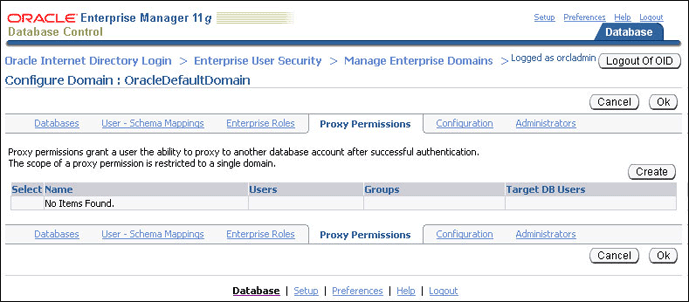 ORACLE Enterprise Manager 11g
Database Control
Setup Preferences Help Logout
Database
Oracle Internet Directory Login > Enterprise User Security > Manage Enterprise Domains > Logged as orcladmin Logout Of OID
Configure Domain : OracleDefaultDomain
Cancel Ok
Databases User - Schema Mappings Enterprise Roles Proxy Permissions Configuration Administrators
Proxy permissions grant a user the ability to proxy to another database account after successful authentication.
The scope of a proxy permission is restricted to a single domain.
Create
Select Name Users Groups Target DB Users
No Items Found.
Databases User - Schema Mappings Enterprise Roles Proxy Permissions Configuration Administrators
Cancel Ok
Database | Setup | Preferences | Help | Logout